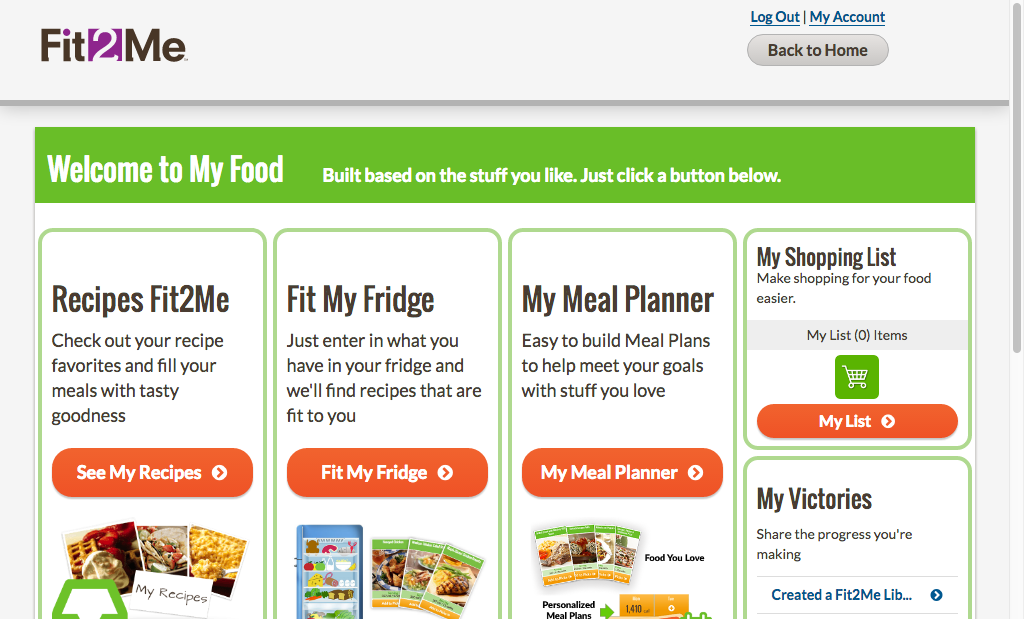 Log Out | My Account
Fit2Me
Back to Home
Welcome to My Food
Built based on the stuff you like. Just click a button below.
Recipes Fit2Me
Check out your recipe
favorites and fill your
meals with tasty
goodness
See My Recipes
My Recipes
Fit My Fridge
Just enter in what you
have in your fridge and
we'll find recipes that are
fit to you
Fit My Fridge
My Meal Planner
Easy to build Meal Plans
to help meet your goals
with stuff you love
My Meal Planner
Food You Love
Personalized
Meal Plans
1,410
My Shopping List
Make shopping for your food
easier.
My List (0) Items
My List
My Victories
Share the progress you're
making
Created a Fit2Me Lib...